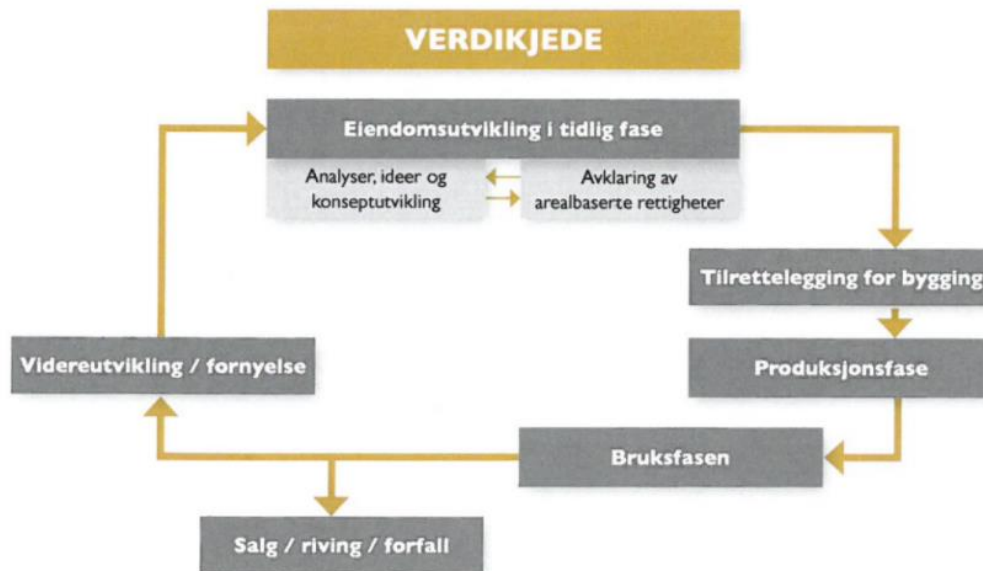 VERDIKJEDE
Eiendomsutvikling i tidlig fase
Analyser, ideer og
konseptutvikling
Avklaring av
arealbaserte rettigheter
Tilrettelegging for bygging
Produksjonsfase
Videreutvikling / fornyelse
Bruksfasen
Salg / riving / forfall